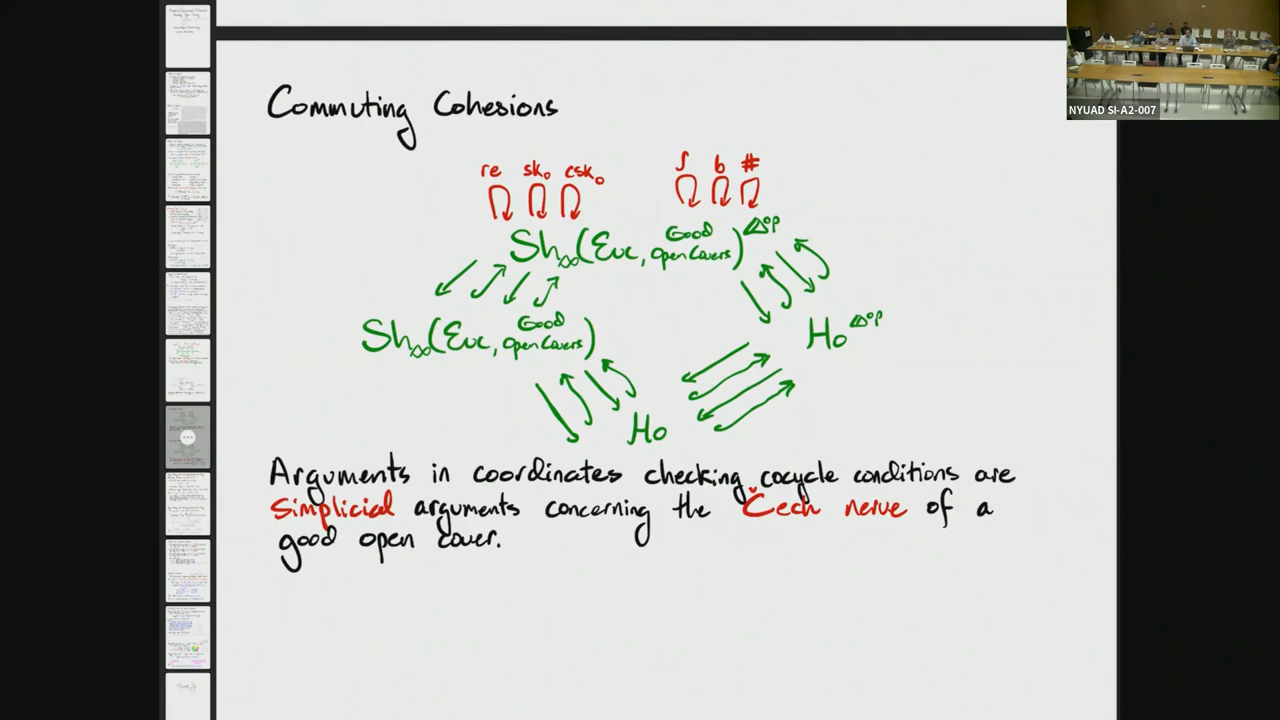 Commuting Cohesions
re sk₀ csk₀ ʃ b #
Sh∞(Euc, Good Open Covers)^Δop
Sh∞(Euc, Good Open Covers)
Ho^Δop
Ho
Arguments in coordinates checking cocycle conditions are
Simplicial arguments concerning the Čech nerve of a
good open cover.
NYUAD SI-A2-007